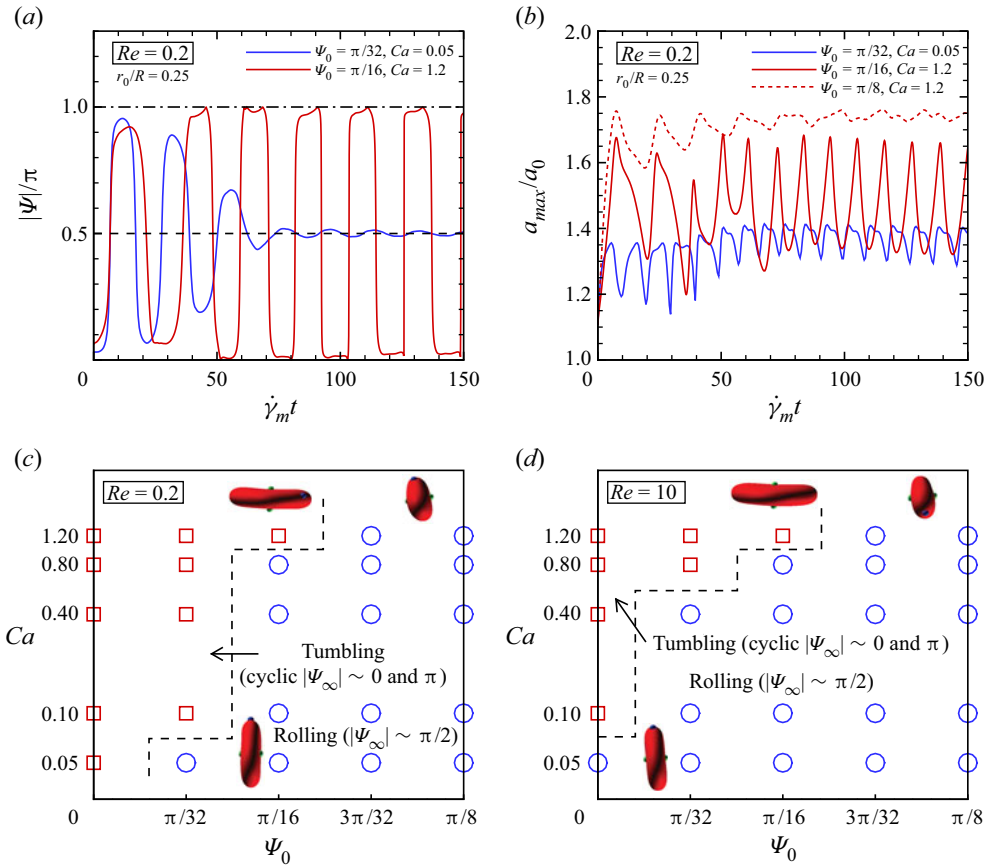 (a)
Re = 0.2
r₀/R = 0.25
Ψ₀ = π/32, Ca = 0.05
Ψ₀ = π/16, Ca = 1.2
|Ψ|/π
1.0
0.5
0 50 100 150
γ̇ₘt
(b)
Re = 0.2
r₀/R = 0.25
Ψ₀ = π/32, Ca = 0.05
Ψ₀ = π/16, Ca = 1.2
Ψ₀ = π/8, Ca = 1.2
aₘₐₓ/a₀
2.0
1.8
1.6
1.4
1.2
1.0
0 50 100 150
γ̇ₘt
(c)
Re = 0.2
1.20
0.80
0.40
Ca
0.10
0.05
Tumbling
(cyclic |Ψ∞| ∼ 0 and π)
Rolling (|Ψ∞| ∼ π/2)
0 π/32 π/16 3π/32 π/8
Ψ₀
(d)
Re = 10
1.20
0.80
0.40
Ca
0.10
0.05
Tumbling (cyclic |Ψ∞| ∼ 0 and π)
Rolling (|Ψ∞| ∼ π/2)
0 π/32 π/16 3π/32 π/8
Ψ₀